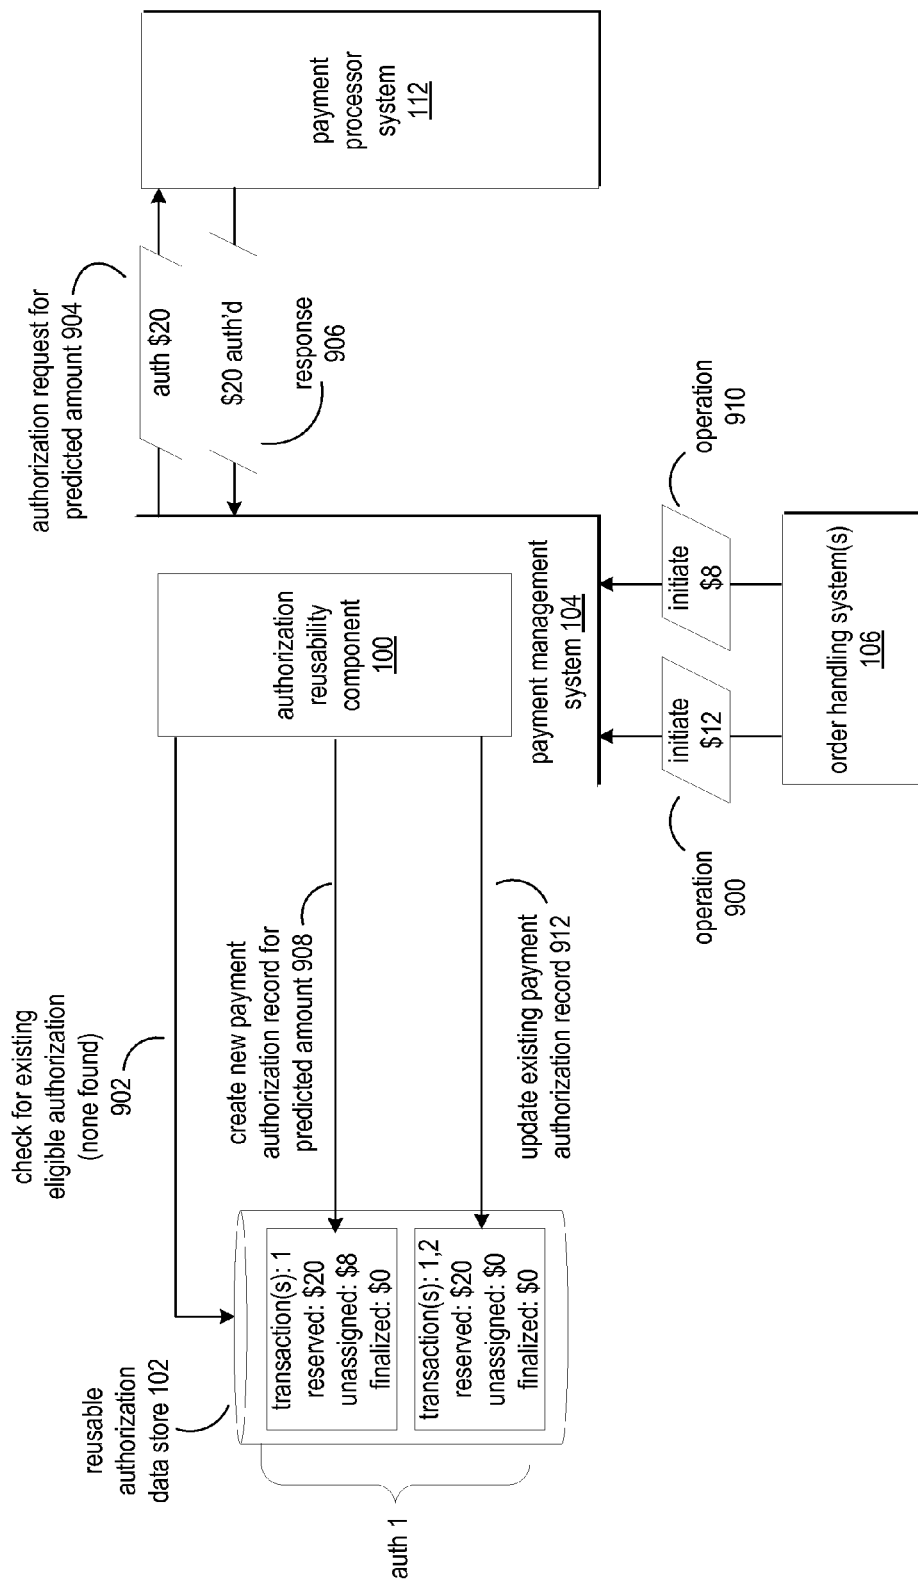 check for existing
eligible authorization
(none found)
902
authorization request for
predicted amount 904
auth $20
$20 auth'd
response
906
payment
processor
system
112
reusable
authorization
data store 102
auth 1
transaction(s): 1
reserved: $20
unassigned: $8
finalized: $0
transaction(s): 1,2
reserved: $20
unassigned: $0
finalized: $0
create new payment
authorization record for
predicted amount 908
update existing payment
authorization record 912
authorization
reusability
component
100
payment management
system 104
operation
900
initiate
$12
initiate
$8
operation
910
order handling system(s)
106